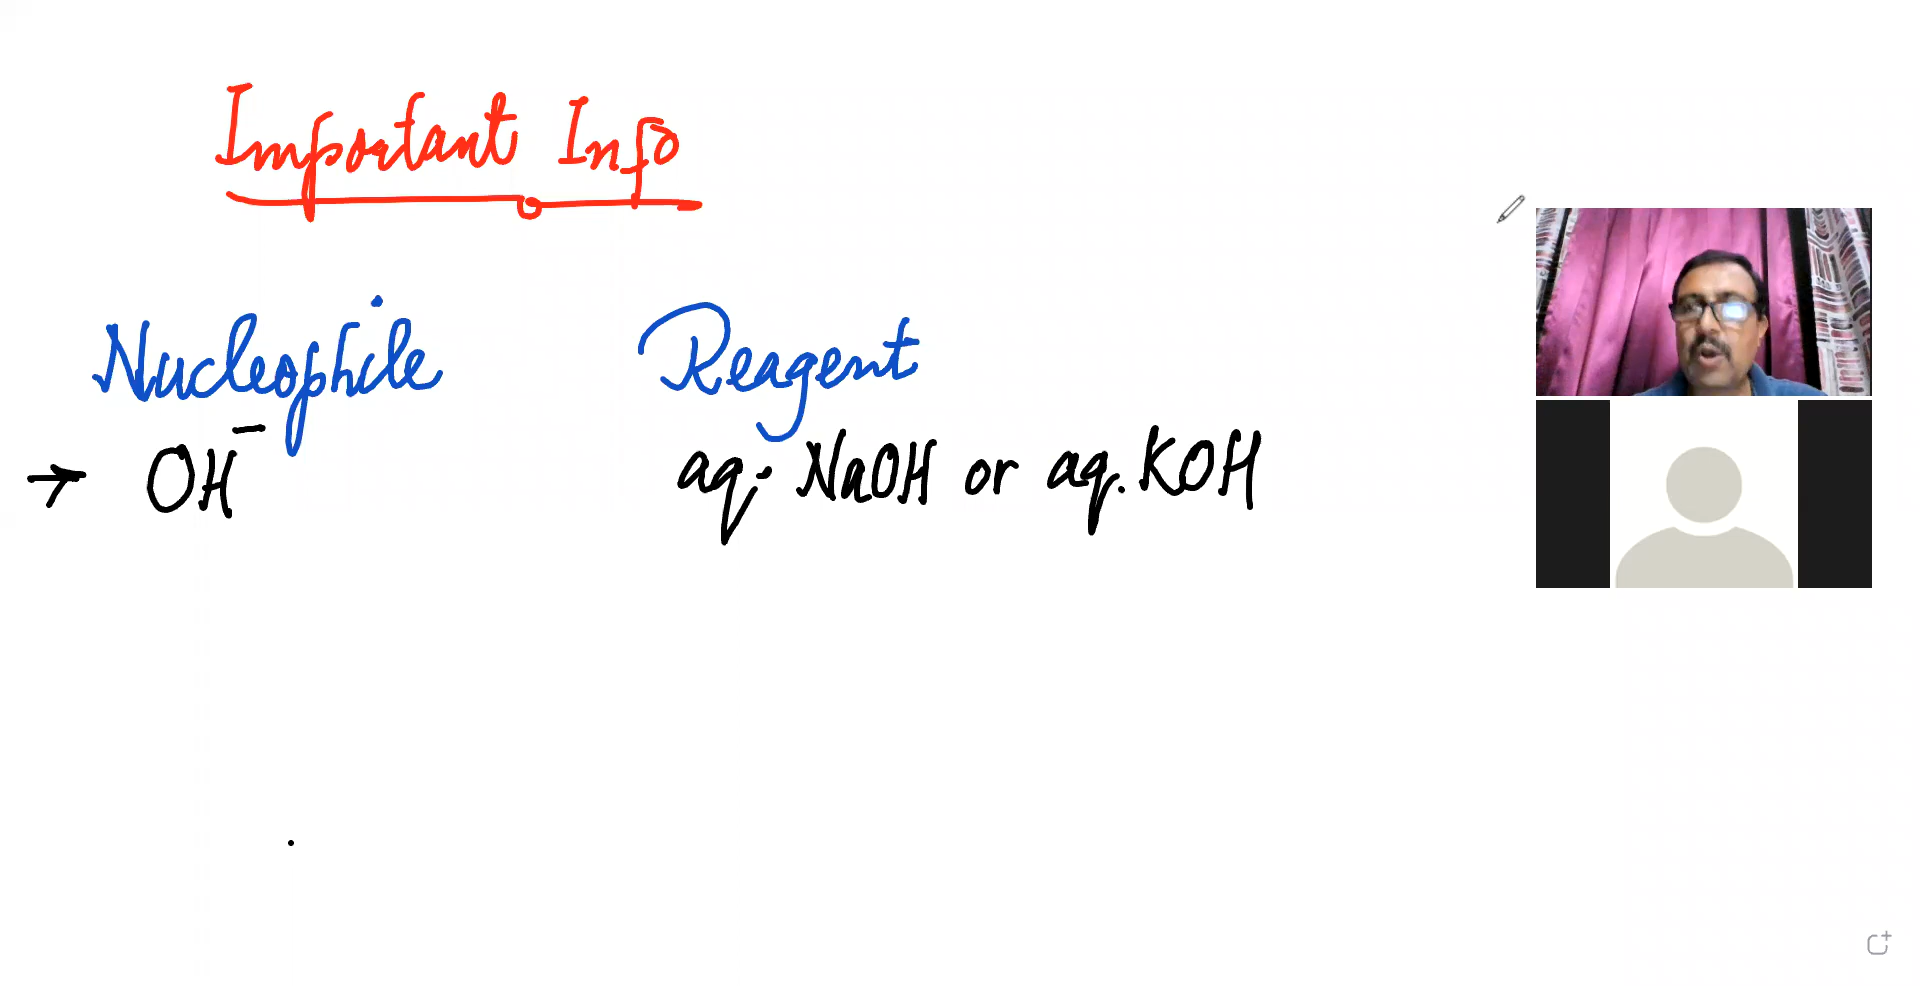 Important Info
Nucleophile Reagent
→ OH⁻ aq. NaOH or aq. KOH